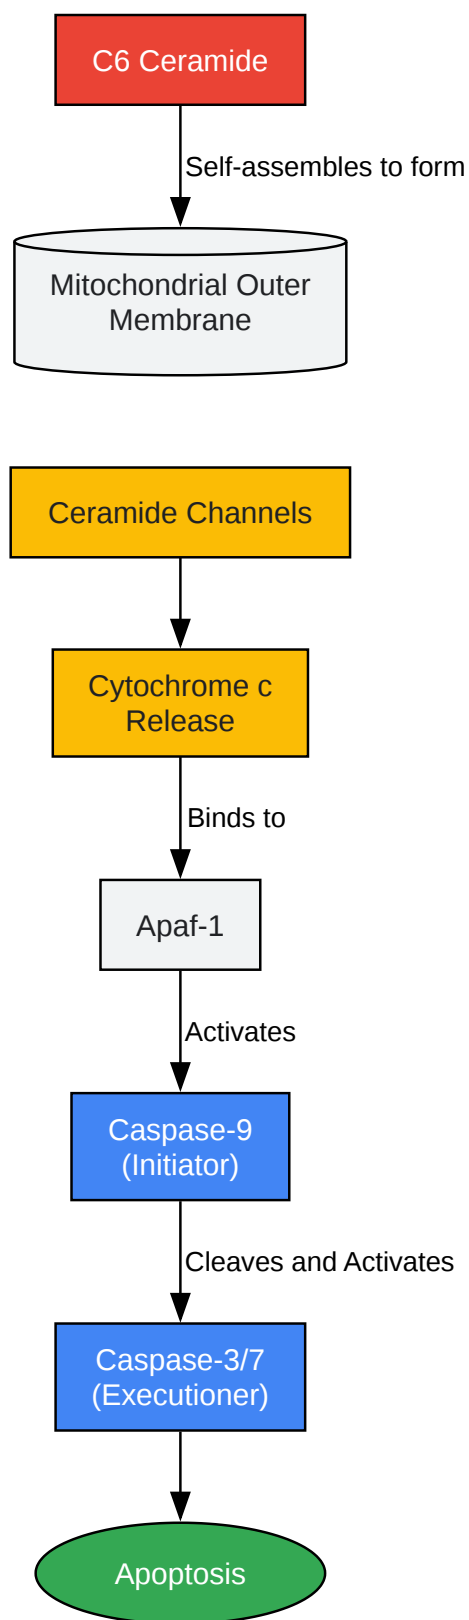 C6 Ceramide
Self-assembles to form
Mitochondrial Outer
Membrane
Ceramide Channels
Cytochrome c
Release
Binds to
Apaf-1
Activates
Caspase-9
(Initiator)
Cleaves and Activates
Caspase-3/7
(Executioner)
Apoptosis